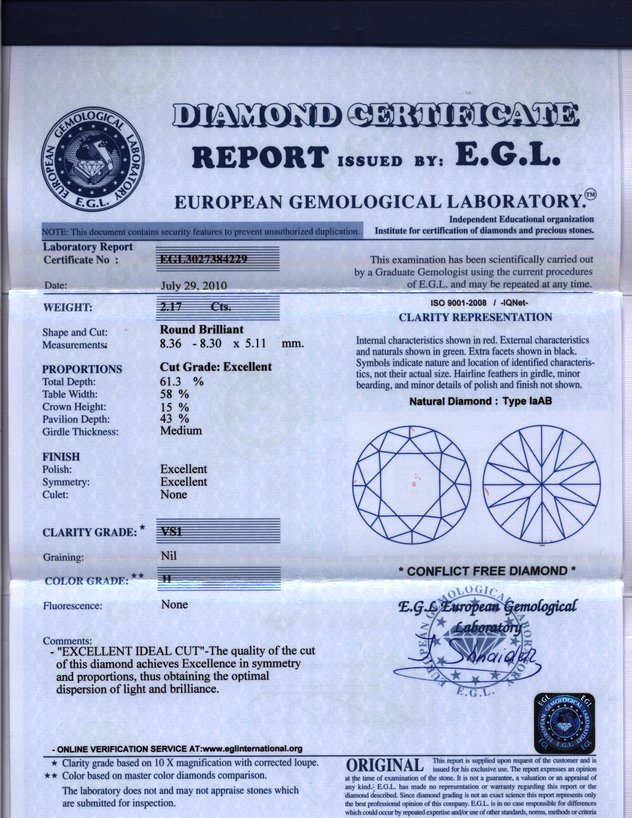 DIAMOND CERTIFICATE
REPORT ISSUED BY: E.G.L.
EUROPEAN GEMOLOGICAL LABORATORY.™
EUROPEAN GEMOLOGICAL LABORATORY
E.G.L.
Independent Educational organization
Institute for certification of diamonds and precious stones.
NOTE: This document contains security features to prevent unauthorized duplication.
Laboratory Report
Certificate No : EGL3027384229
Date: July 29, 2010
WEIGHT: 2.17 Cts.
Shape and Cut: Round Brilliant
Measurements: 8.36 - 8.30 x 5.11 mm.
PROPORTIONS Cut Grade: Excellent
Total Depth: 61.3 %
Table Width: 58 %
Crown Height: 15 %
Pavilion Depth: 43 %
Girdle Thickness: Medium
FINISH
Polish: Excellent
Symmetry: Excellent
Culet: None
CLARITY GRADE: * VS1
Graining: Nil
COLOR GRADE: ** H
Fluorescence: None
Comments:
- "EXCELLENT IDEAL CUT"-The quality of the cut
of this diamond achieves Excellence in symmetry
and proportions, thus obtaining the optimal
dispersion of light and brilliance.
- ONLINE VERIFICATION SERVICE AT:www.eglinternational.org
★ Clarity grade based on 10 X magnification with corrected loupe.
★★ Color based on master color diamonds comparison.
The laboratory does not and may not appraise stones which
are submitted for inspection.
This examination has been scientifically carried out
by a Graduate Gemologist using the current procedures
of E.G.L. and may be repeated at any time.
ISO 9001-2008 / -IQNet-
CLARITY REPRESENTATION
Internal characteristics shown in red. External characteristics
and naturals shown in green. Extra facets shown in black.
Symbols indicate nature and location of identified characteris-
tics, not their actual size. Hairline feathers in girdle, minor
bearding, and minor details of polish and finish not shown.
Natural Diamond : Type IaAB
* CONFLICT FREE DIAMOND *
E.G.L European Gemological
Laboratory
EUROPEAN GEMOLOGICAL LABORATORY
E.G.L.
EGL EGL
EGL EGL
ORIGINAL
This report is supplied upon request of the customer and is
issued for his exclusive use. The report expresses an opinion
at the time of examination of the stone. It is not a guarantee, a valuation or an appraisal of
any kind. E.G.L. has made no representation or warranty regarding this report or the
diamond described. Since diamond grading is not an exact science this report represents only
the best professional opinion of this company. E.G.L. is in no case responsible for differences
which could occur by repeated expertise and/or use of other standards, norms, methods or criteria